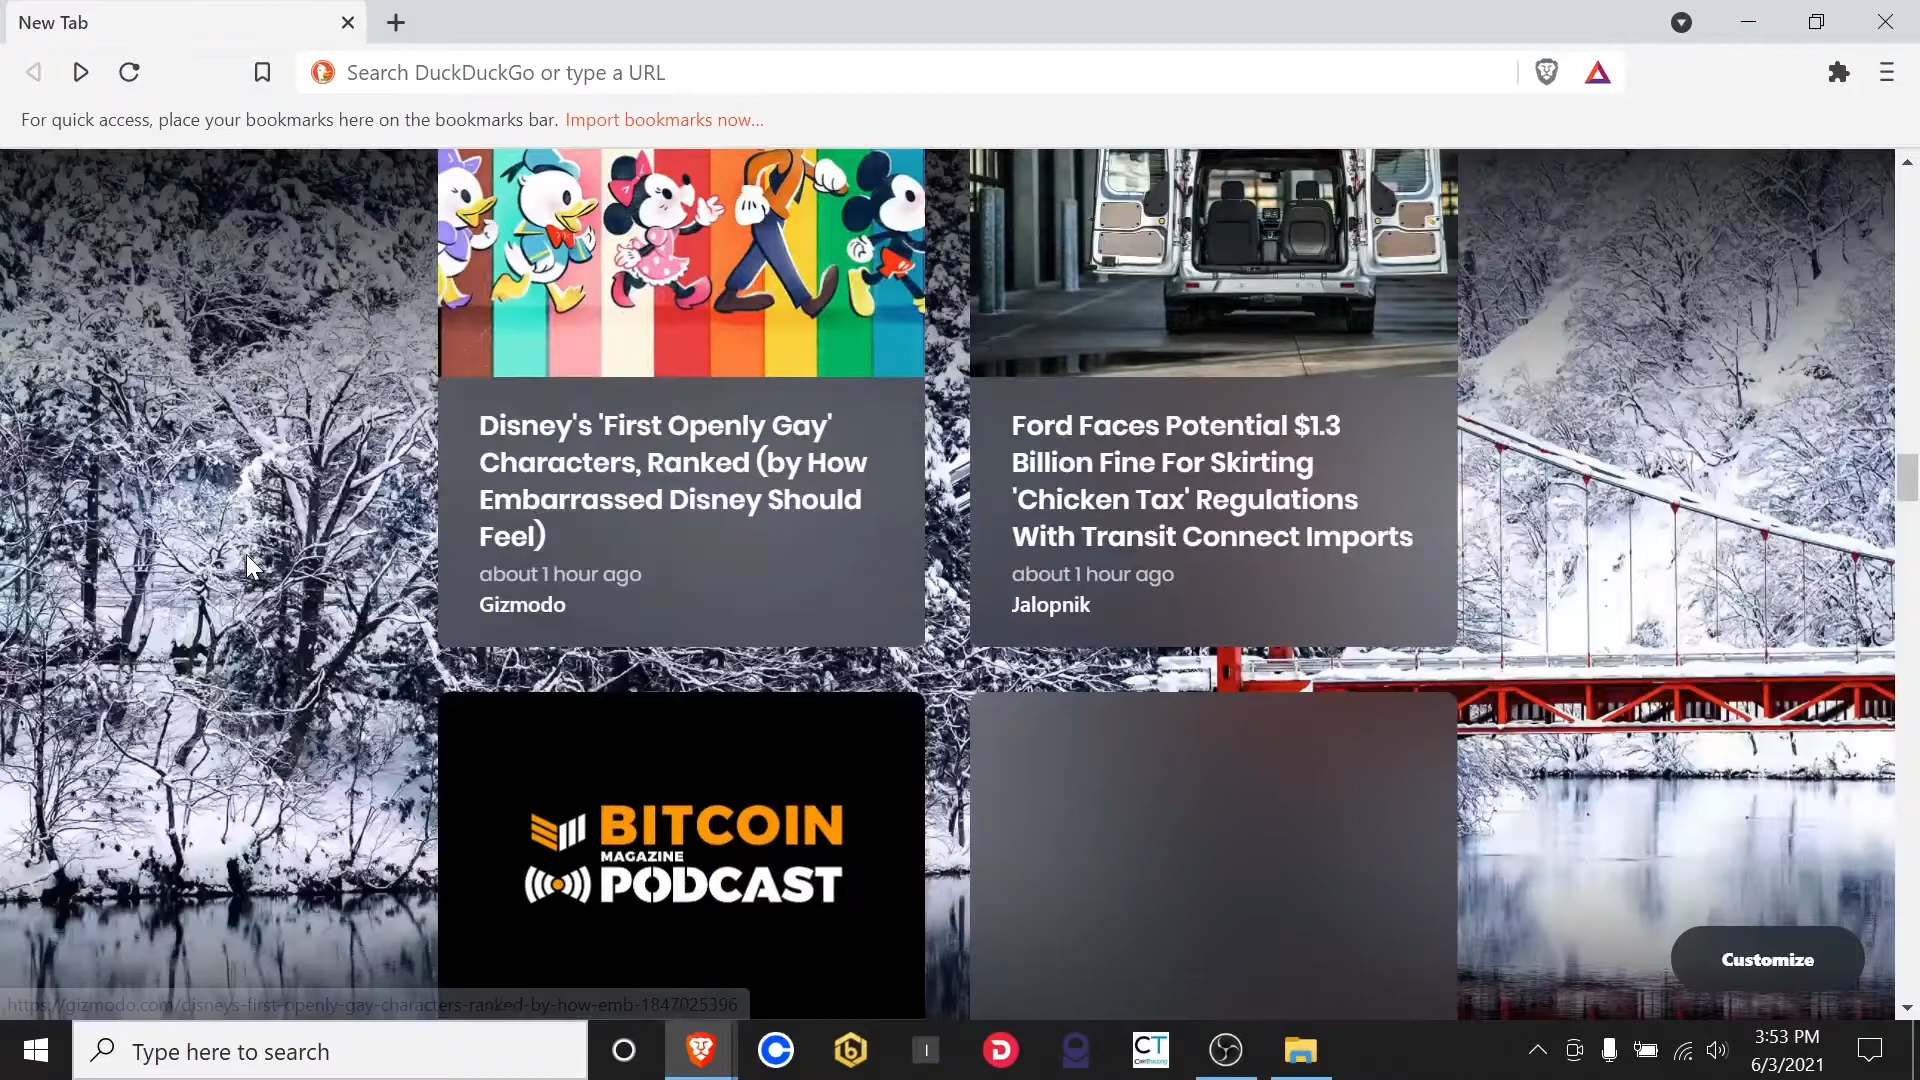 New Tab
Search DuckDuckGo or type a URL
For quick access, place your bookmarks here on the bookmarks bar. Import bookmarks now...
Disney's 'First Openly Gay'
Characters, Ranked (by How
Embarrassed Disney Should
Feel)
about 1 hour ago
Gizmodo
Ford Faces Potential $1.3
Billion Fine For Skirting
'Chicken Tax' Regulations
With Transit Connect Imports
about 1 hour ago
Jalopnik
BITCOIN
MAGAZINE
PODCAST
Customize
https://gizmodo.com/disneys-first-openly-gay-characters-ranked-by-how-emb-1847025396
Type here to search
CT
CoinTracking
3:53 PM
6/3/2021